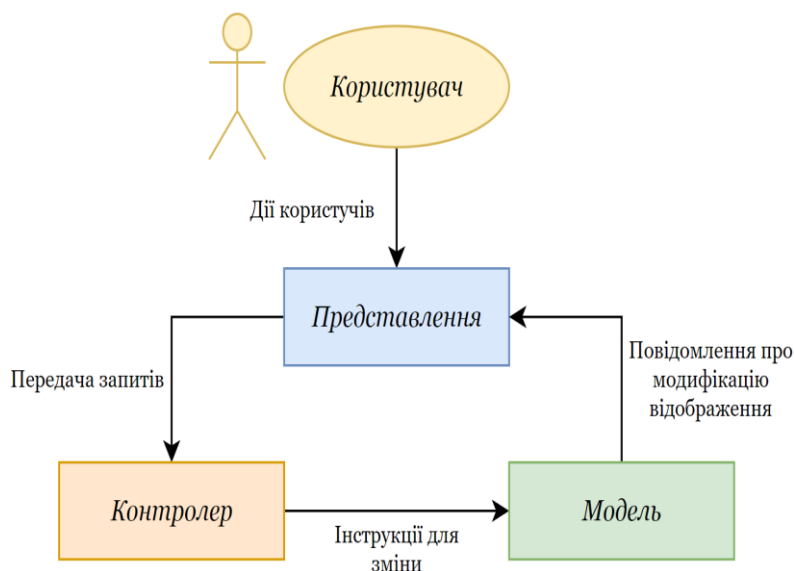 Користувач
Дії користучів
Представлення
Передача запитів
Повідомлення про
модифікацію
відображення
Контролер
Інструкції для
зміни
Модель